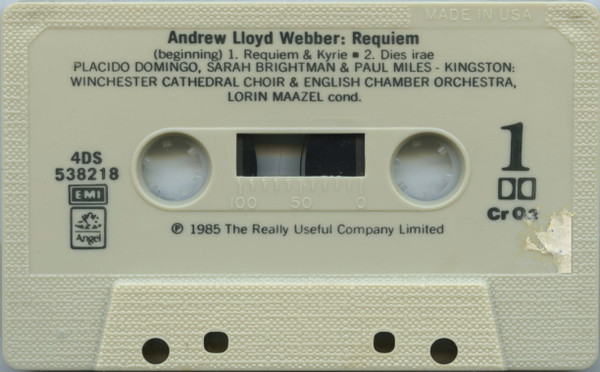 MADE IN USA
Andrew Lloyd Webber: Requiem
(beginning) 1. Requiem & Kyrie ▪ 2. Dies irae
PLACIDO DOMINGO, SARAH BRIGHTMAN & PAUL MILES - KINGSTON:
WINCHESTER CATHEDRAL CHOIR & ENGLISH CHAMBER ORCHESTRA,
LORIN MAAZEL cond.
4DS
538218
EMI
Angel
1
100 50 0
℗ 1985 The Really Useful Company Limited